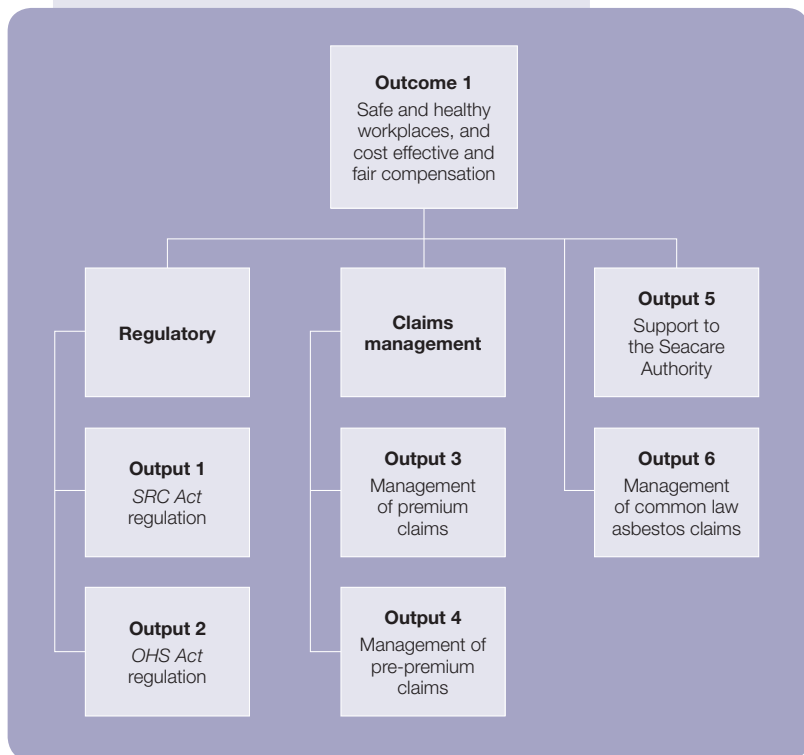 Outcome 1
Safe and healthy
workplaces, and
cost effective and
fair compensation
Regulatory
Output 1
SRC Act
regulation
Output 2
OHS Act
regulation
Claims
management
Output 3
Management
of premium
claims
Output 4
Management of
pre-premium
claims
Output 5
Support to
the Seacare
Authority
Output 6
Management
of common law
asbestos claims